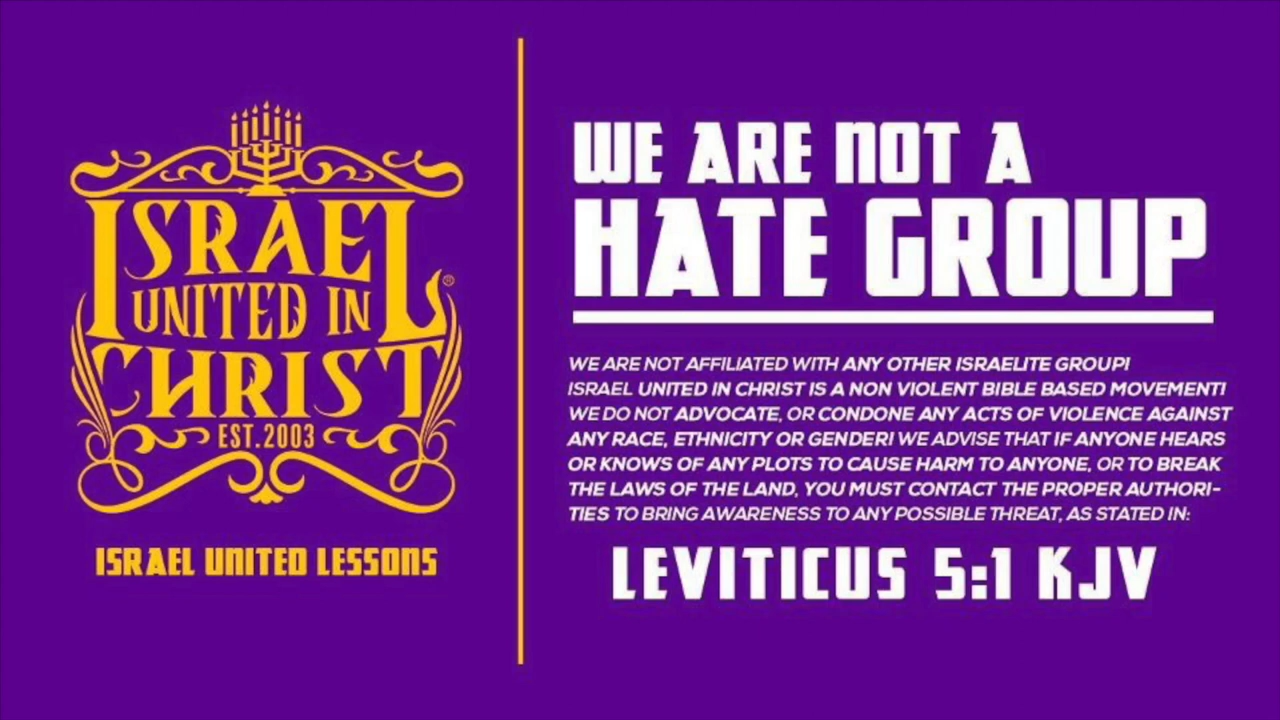 ISRAEL
UNITED IN
CHRIST
EST.2003
ISRAEL UNITED LESSONS
WE ARE NOT A
HATE GROUP
WE ARE NOT AFFILIATED WITH ANY OTHER ISRAELITE GROUP!
ISRAEL UNITED IN CHRIST IS A NON VIOLENT BIBLE BASED MOVEMENT!
WE DO NOT ADVOCATE, OR CONDONE ANY ACTS OF VIOLENCE AGAINST
ANY RACE, ETHNICITY OR GENDER! WE ADVISE THAT IF ANYONE HEARS
OR KNOWS OF ANY PLOTS TO CAUSE HARM TO ANYONE, OR TO BREAK
THE LAWS OF THE LAND, YOU MUST CONTACT THE PROPER AUTHORI-
TIES TO BRING AWARENESS TO ANY POSSIBLE THREAT, AS STATED IN:
LEVITICUS 5:1 KJV